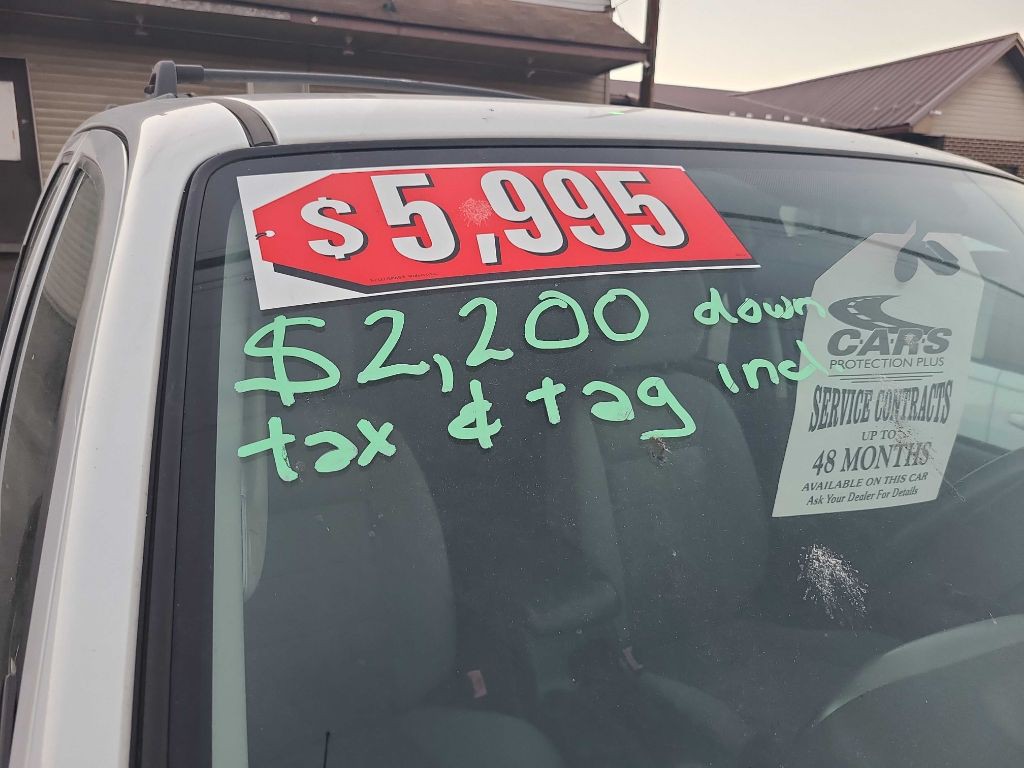 $5,995
$2,200 down
tax & tag incl.
CARS
PROTECTION PLUS
SERVICE CONTRACTS
UP TO
48 MONTHS
AVAILABLE ON THIS CAR
Ask Your Dealer For Details